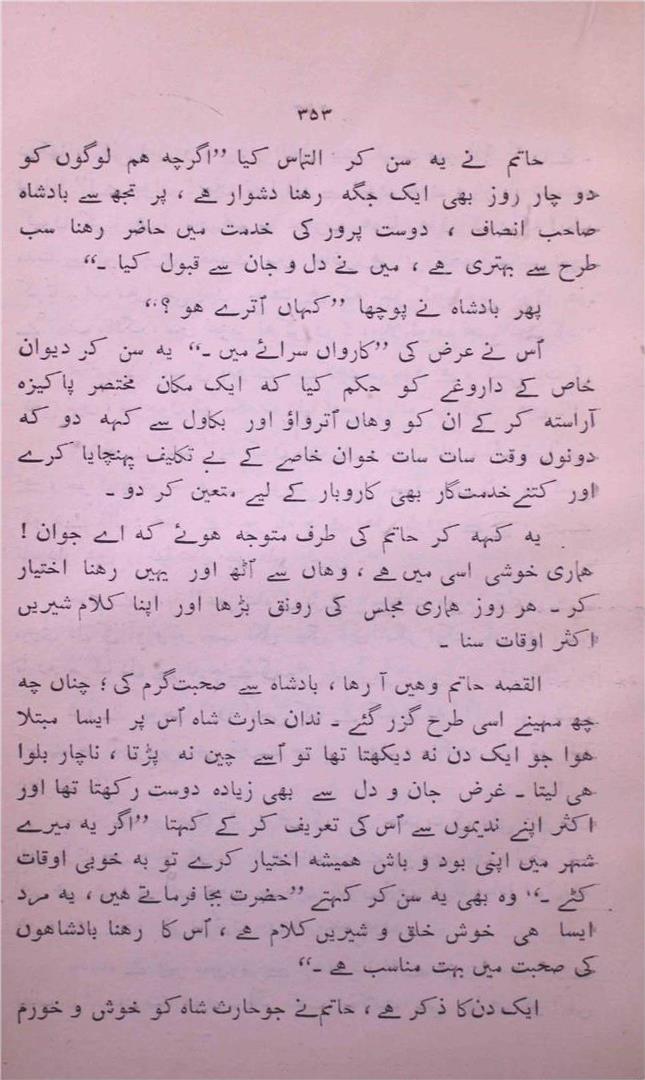 ۳۵۳
حاتم نے یہ سن کر التماس کیا ”اگرچہ ہم لوگوں کو
دو چار روز بھی ایک جگہ رہنا دشوار ہے ، پر تجھ سے بادشاہ
صاحب انصاف ، دوست پرور کی خدمت میں حاضر رہنا سب
طرح سے بہتری ہے ، میں نے دل و جان سے قبول کیا ۔“
پھر بادشاہ نے پوچھا ”کہاں اُترے ہو ؟“
اُس نے عرض کی ”کارواں سرائے میں ۔“ یہ سن کر دیوان
خاص کے داروغے کو حکم کیا کہ ایک مکان مختصر پاکیزہ
آراستہ کر کے ان کو وہاں اُترواؤ اور بکاول سے کہہ دو کہ
دونوں وقت سات سات خوان خاصے کے بے تکلیف پہنچایا کرے
اور کتنے خدمت‌گار بھی کاروبار کے لیے متعین کر دو ۔
یہ کہہ کر حاتم کی طرف متوجہ ہوئے کہ اے جوان !
ہماری خوشی اسی میں ہے ، وہاں سے اُٹھ اور یہیں رہنا اختیار
کر ۔ ہر روز ہماری مجلس کی رونق بڑھا اور اپنا کلام شیریں
اکثر اوقات سنا ۔
القصہ حاتم وہیں آ رہا ، بادشاہ سے صحبت گرم کی ؛ چناں چہ
چھ مہینے اسی طرح گزر گئے ۔ ندان حارث شاہ اُس پر ایسا مبتلا
ہوا جو ایک دن نہ دیکھتا تھا تو اُسے چین نہ پڑتا ، ناچار بلوا
ہی لیتا ۔ غرض جان و دل سے بھی زیادہ دوست رکھتا تھا اور
اکثر اپنے ندیموں سے اُس کی تعریف کر کے کہتا ”اگر یہ میرے
شہر میں اپنی بود و باش ہمیشہ اختیار کرے تو بہ خوبی اوقات
کٹے ۔“ وہ بھی یہ سن کر کہتے ”حضرت بجا فرماتے ہیں ، یہ مرد
ایسا ہی خوش خلق و شیریں کلام ہے ، اُس کا رہنا بادشاہوں
کی صحبت میں بہت مناسب ہے ۔“
ایک دن کا ذکر ہے ، حاتم نے جو حارث شاہ کو خوش و خورم